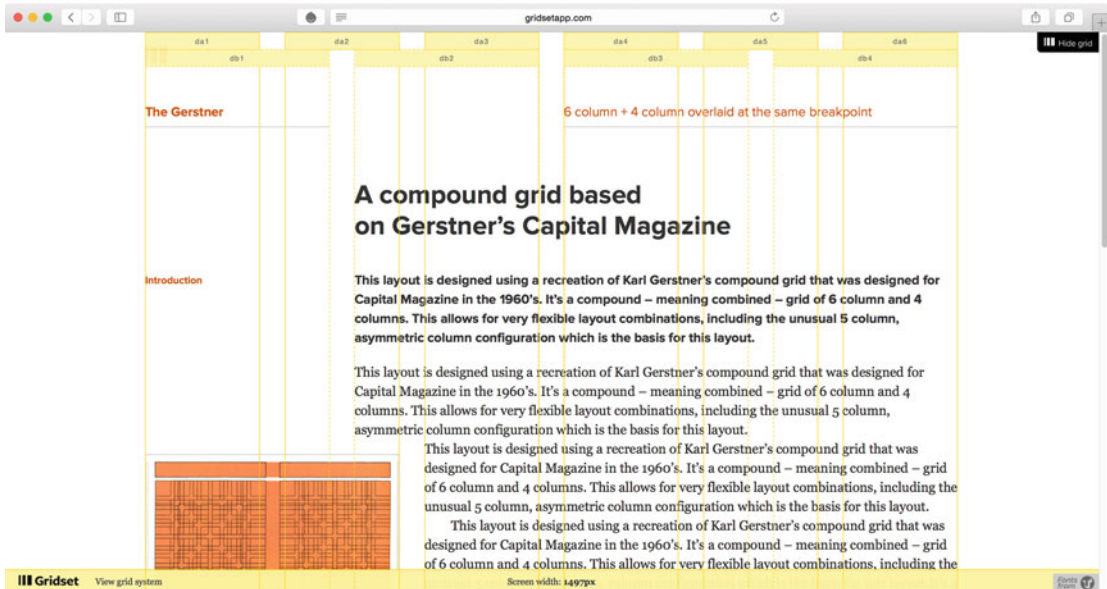 gridsetapp.com
Hide grid
da1 da2 da3 da4 da5 da6
db1 db2 db3 db4
The Gerstner
6 column + 4 column overlaid at the same breakpoint
A compound grid based
on Gerstner's Capital Magazine
Introduction
This layout is designed using a recreation of Karl Gerstner's compound grid that was designed for
Capital Magazine in the 1960's. It's a compound – meaning combined – grid of 6 column and 4
columns. This allows for very flexible layout combinations, including the unusual 5 column,
asymmetric column configuration which is the basis for this layout.
This layout is designed using a recreation of Karl Gerstner's compound grid that was designed for
Capital Magazine in the 1960's. It's a compound – meaning combined – grid of 6 column and 4
columns. This allows for very flexible layout combinations, including the unusual 5 column,
asymmetric column configuration which is the basis for this layout.
This layout is designed using a recreation of Karl Gerstner's compound grid that was
designed for Capital Magazine in the 1960's. It's a compound – meaning combined – grid
of 6 column and 4 columns. This allows for very flexible layout combinations, including the
unusual 5 column, asymmetric column configuration which is the basis for this layout.
This layout is designed using a recreation of Karl Gerstner's compound grid that was
designed for Capital Magazine in the 1960's. It's a compound – meaning combined – grid
of 6 column and 4 columns. This allows for very flexible layout combinations, including the
Gridset
View grid system
Screen width: 1497px
Fonts from